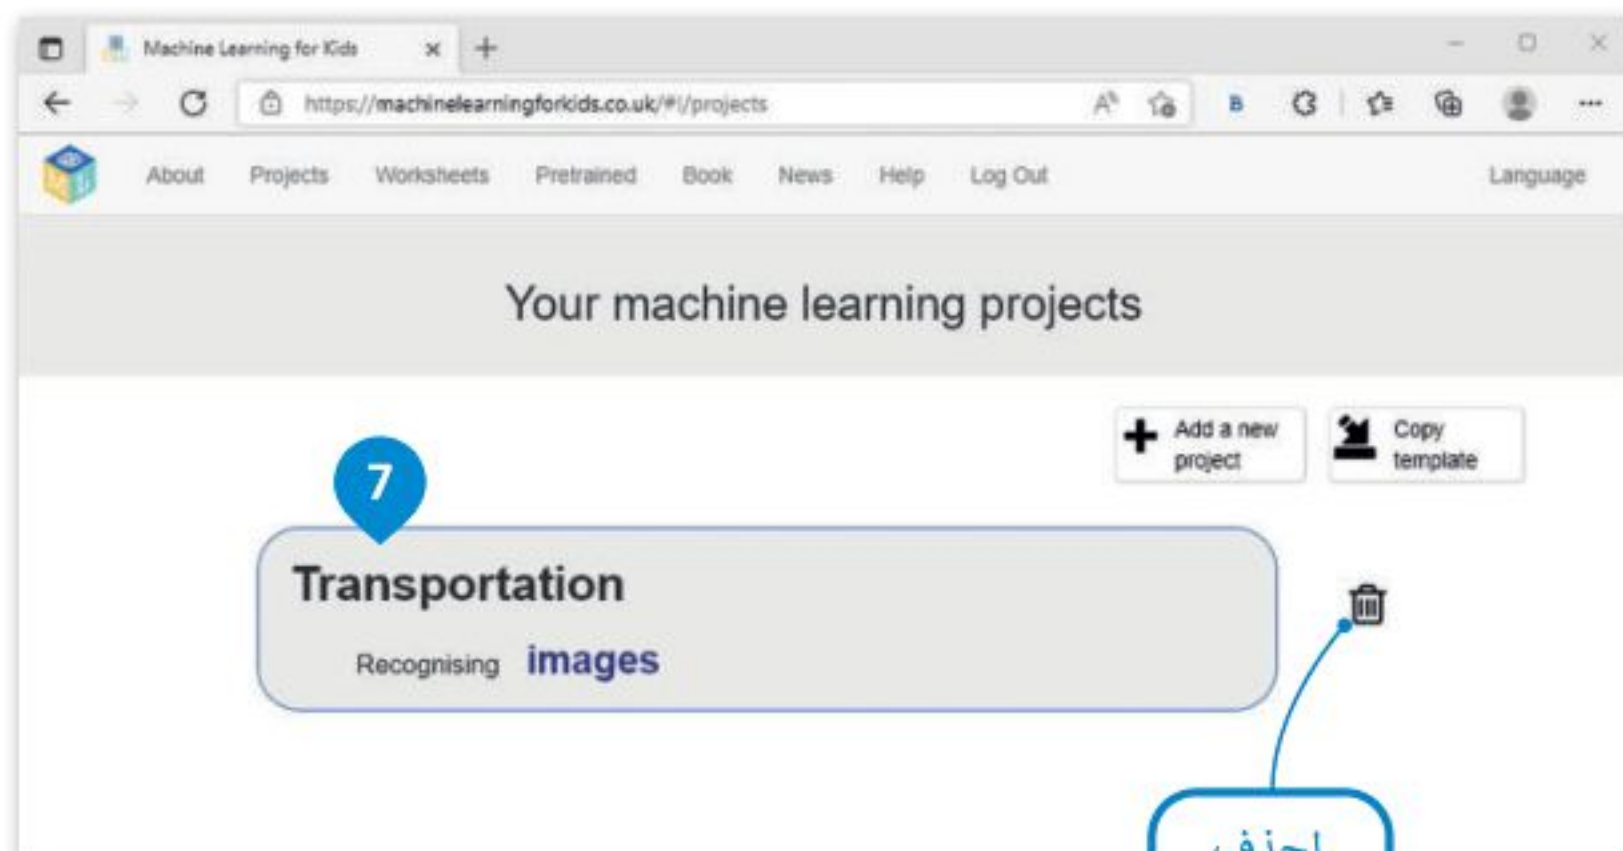 Machine Learning for Kids
https://machinelearningforkids.co.uk/#!/projects
About Projects Worksheets Pretrained Book News Help Log Out Language
Your machine learning projects
Add a new project
Copy template
7
Transportation
Recognising images